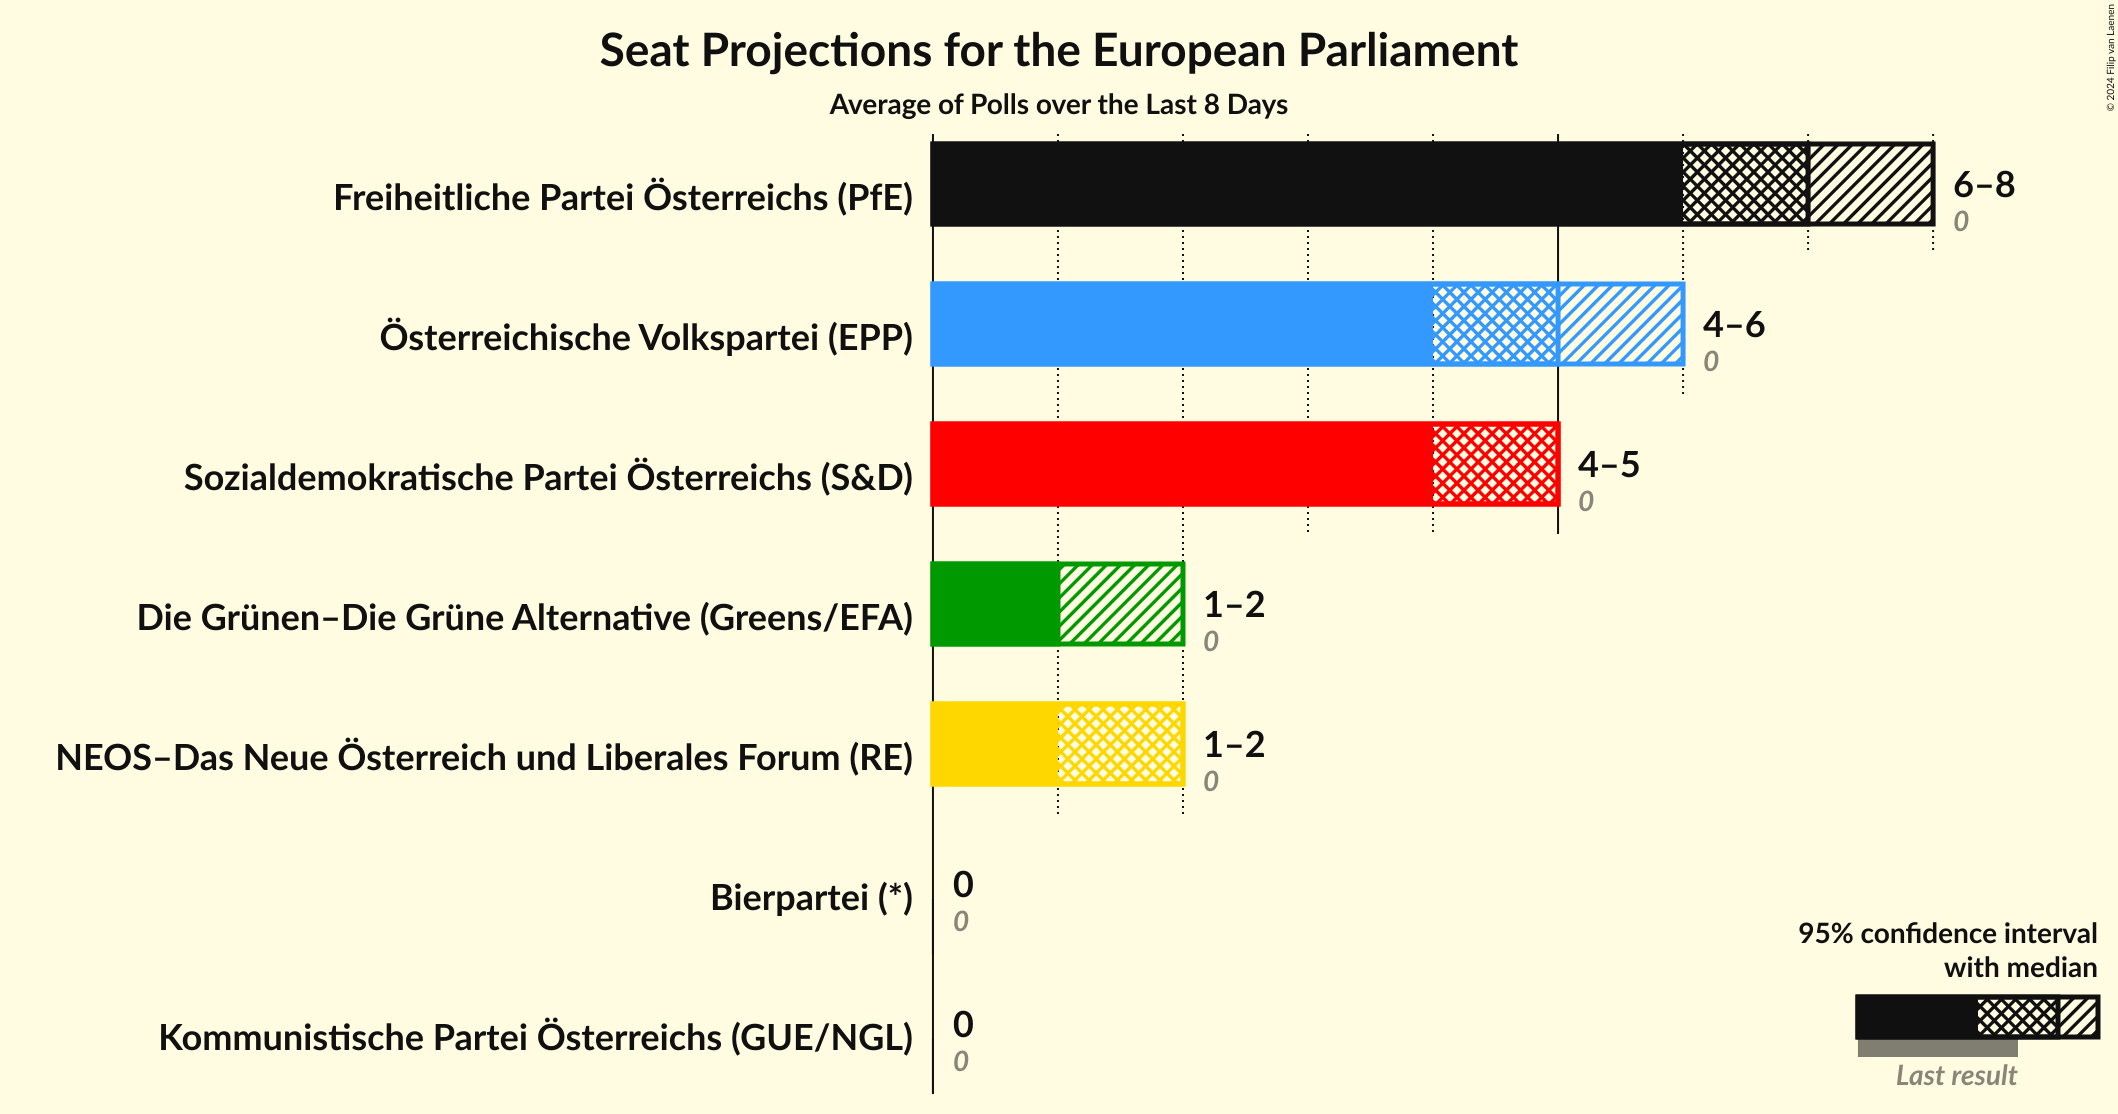 Seat Projections for the European Parliament
Average of Polls over the Last 8 Days
© 2024 Filip van Laenen
Freiheitliche Partei Österreichs (PfE)
6–8
0
Österreichische Volkspartei (EPP)
4–6
0
Sozialdemokratische Partei Österreichs (S&D)
4–5
0
Die Grünen–Die Grüne Alternative (Greens/EFA)
1–2
0
NEOS–Das Neue Österreich und Liberales Forum (RE)
1–2
0
Bierpartei (*)
0
0
Kommunistische Partei Österreichs (GUE/NGL)
0
0
95% confidence interval
with median
Last result